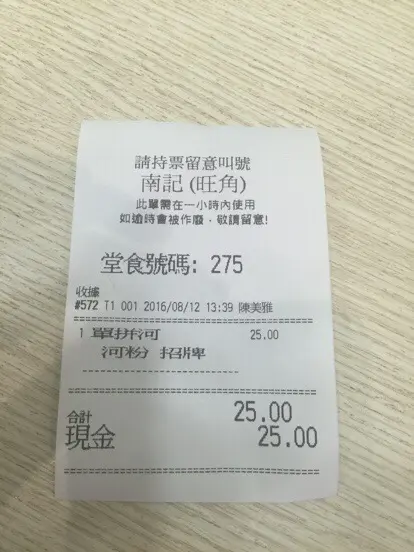 請持票留意叫號
南記 (旺角)
此單需在一小時內使用
如逾時會被作廢，敬請留意!
堂食號碼: 275
收據
#572 T1 001 2016/08/12 13:39 陳美雅
1 單拼河 25.00
河粉 招牌
合計 25.00
現金 25.00